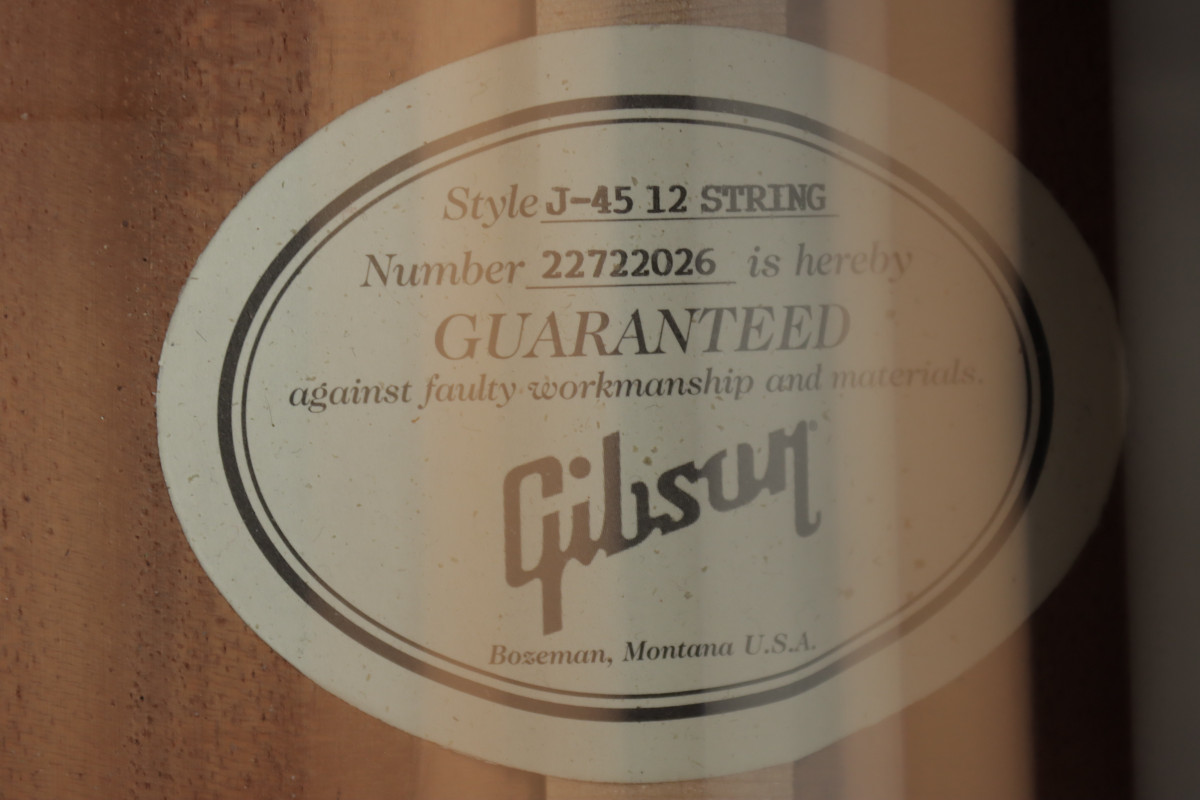 Style J-45 12 STRING
Number 22722026 is hereby
GUARANTEED
against faulty workmanship and materials.
Gibson
Bozeman, Montana U.S.A.